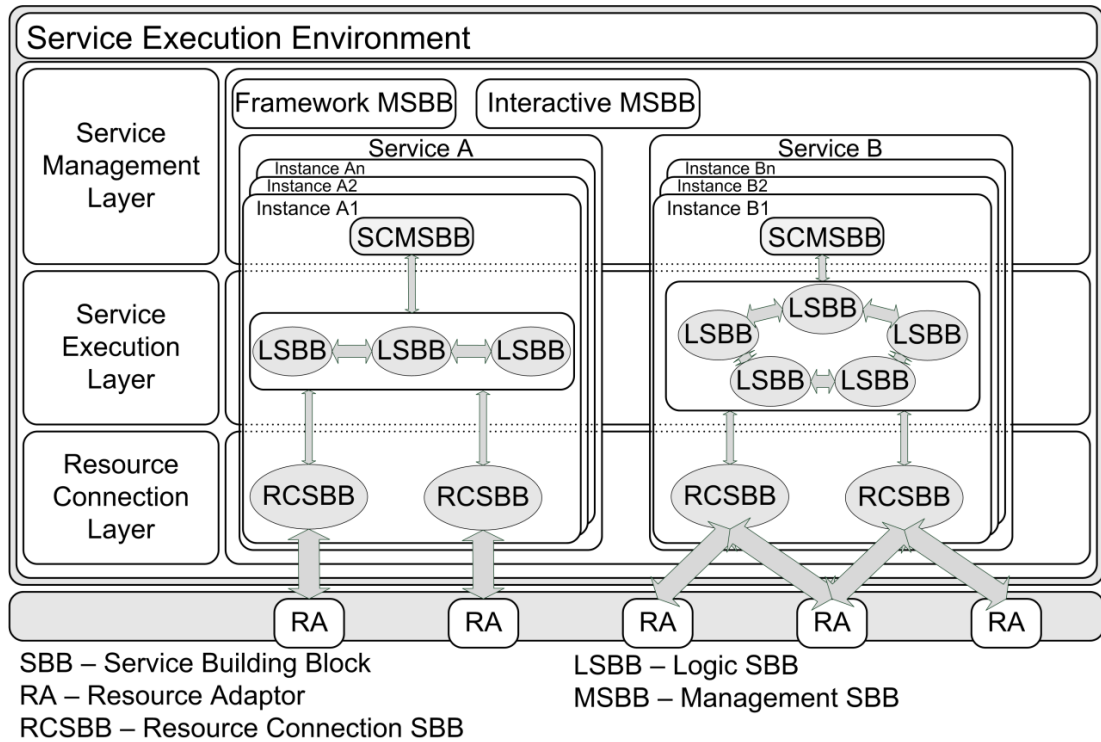 Service Execution Environment
Service
Management
Layer
Framework MSBB
Interactive MSBB
Service A
Instance An
Instance A2
Instance A1
SCMSBB
Service B
Instance Bn
Instance B2
Instance B1
SCMSBB
Service
Execution
Layer
LSBB
LSBB
LSBB
LSBB
LSBB
LSBB
LSBB
LSBB
Resource
Connection
Layer
RCSBB
RCSBB
RCSBB
RCSBB
RA
RA
RA
RA
RA
SBB – Service Building Block
RA – Resource Adaptor
RCSBB – Resource Connection SBB
LSBB – Logic SBB
MSBB – Management SBB